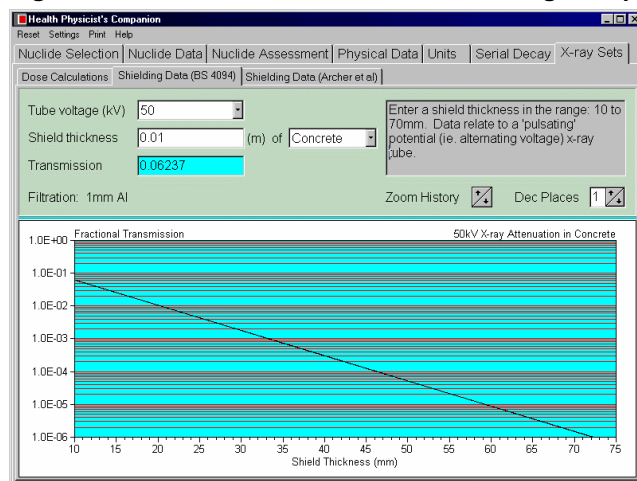 Health Physicist's Companion
Reset Settings Print Help
Nuclide Selection Nuclide Data Nuclide Assessment Physical Data Units Serial Decay X-ray Sets
Dose Calculations Shielding Data (BS 4094) Shielding Data (Archer et al)
Tube voltage (kV) 50
Shield thickness 0.01 (m) of Concrete
Transmission 0.06237
Filtration: 1mm Al
Enter a shield thickness in the range: 10 to
70mm. Data relate to a 'pulsating'
potential (ie. alternating voltage) x-ray
tube.
Zoom History Dec Places 1
Fractional Transmission 50kV X-ray Attenuation in Concrete
1.0E+00
1.0E-01
1.0E-02
1.0E-03
1.0E-04
1.0E-05
1.0E-06
10 15 20 25 30 35 40 45 50 55 60 65 70 75
Shield Thickness (mm)